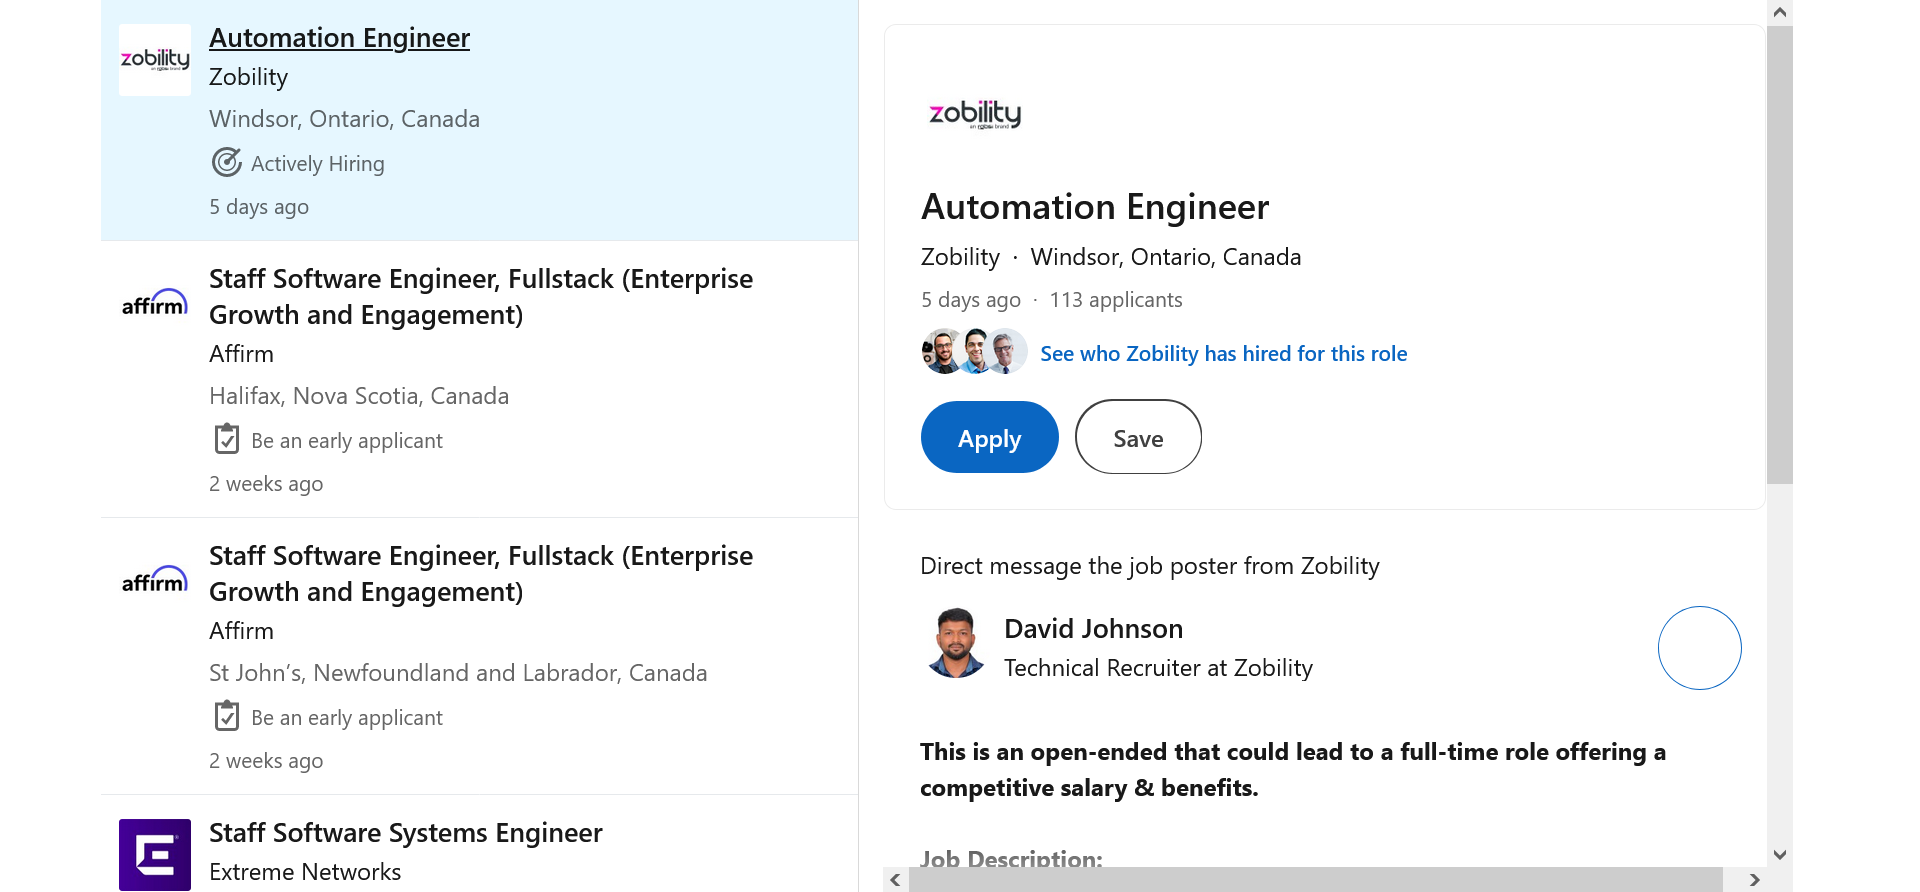 zobility
Automation Engineer
Zobility
Windsor, Ontario, Canada
Actively Hiring
5 days ago
affirm
Staff Software Engineer, Fullstack (Enterprise
Growth and Engagement)
Affirm
Halifax, Nova Scotia, Canada
Be an early applicant
2 weeks ago
affirm
Staff Software Engineer, Fullstack (Enterprise
Growth and Engagement)
Affirm
St John’s, Newfoundland and Labrador, Canada
Be an early applicant
2 weeks ago
E
Staff Software Systems Engineer
Extreme Networks
zobility
Automation Engineer
Zobility · Windsor, Ontario, Canada
5 days ago · 113 applicants
See who Zobility has hired for this role
Apply Save
Direct message the job poster from Zobility
David Johnson
Technical Recruiter at Zobility
This is an open-ended that could lead to a full-time role offering a
competitive salary & benefits.
Job Description: